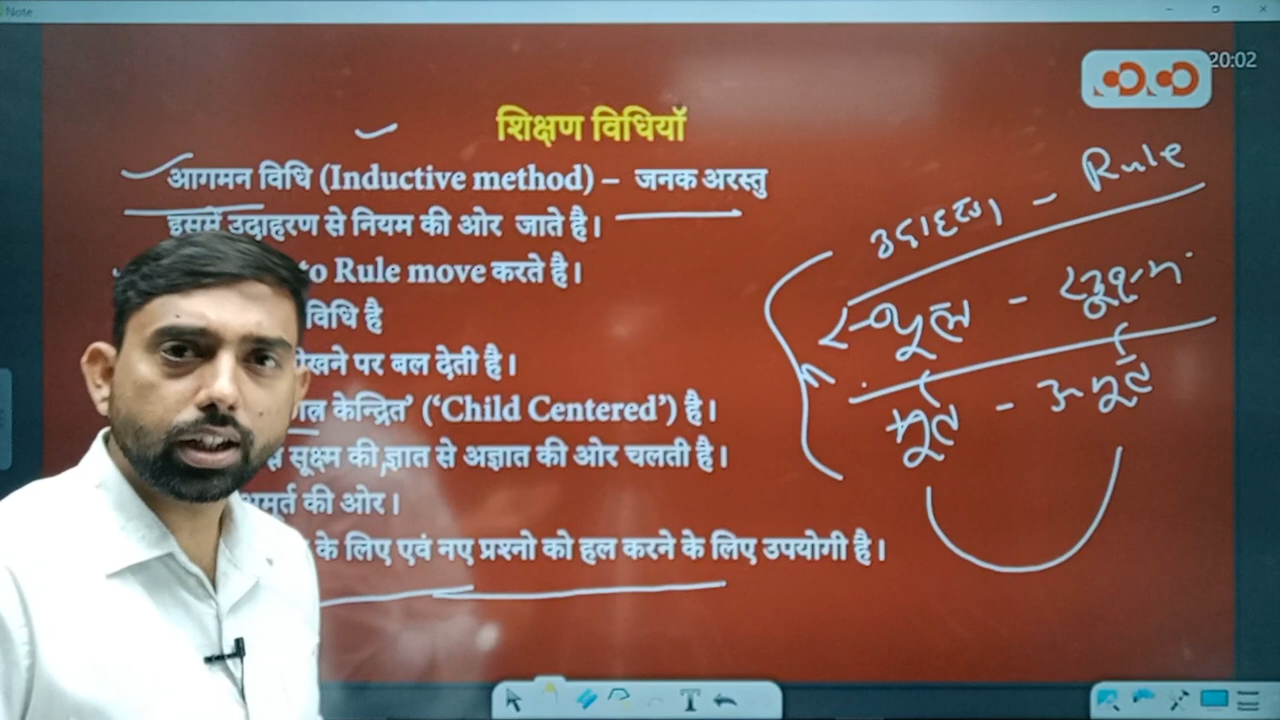 Note
20:02
शिक्षण विधियॉ
आगमन विधि (Inductive method) – जनक अरस्तु
इसमें उदाहरण से नियम की ओर जाते है।
to Rule move करते है।
विधि है
पर बल देती है।
केन्द्रित' ('Child Centered') है।
सूक्ष्म की ज्ञात से अज्ञात की ओर चलती है।
की ओर।
के लिए एवं नए प्रश्नो को हल करने के लिए उपयोगी है।
उदाहरण - Rule
स्थूल - सूक्ष्म
मूर्त - अमूर्त